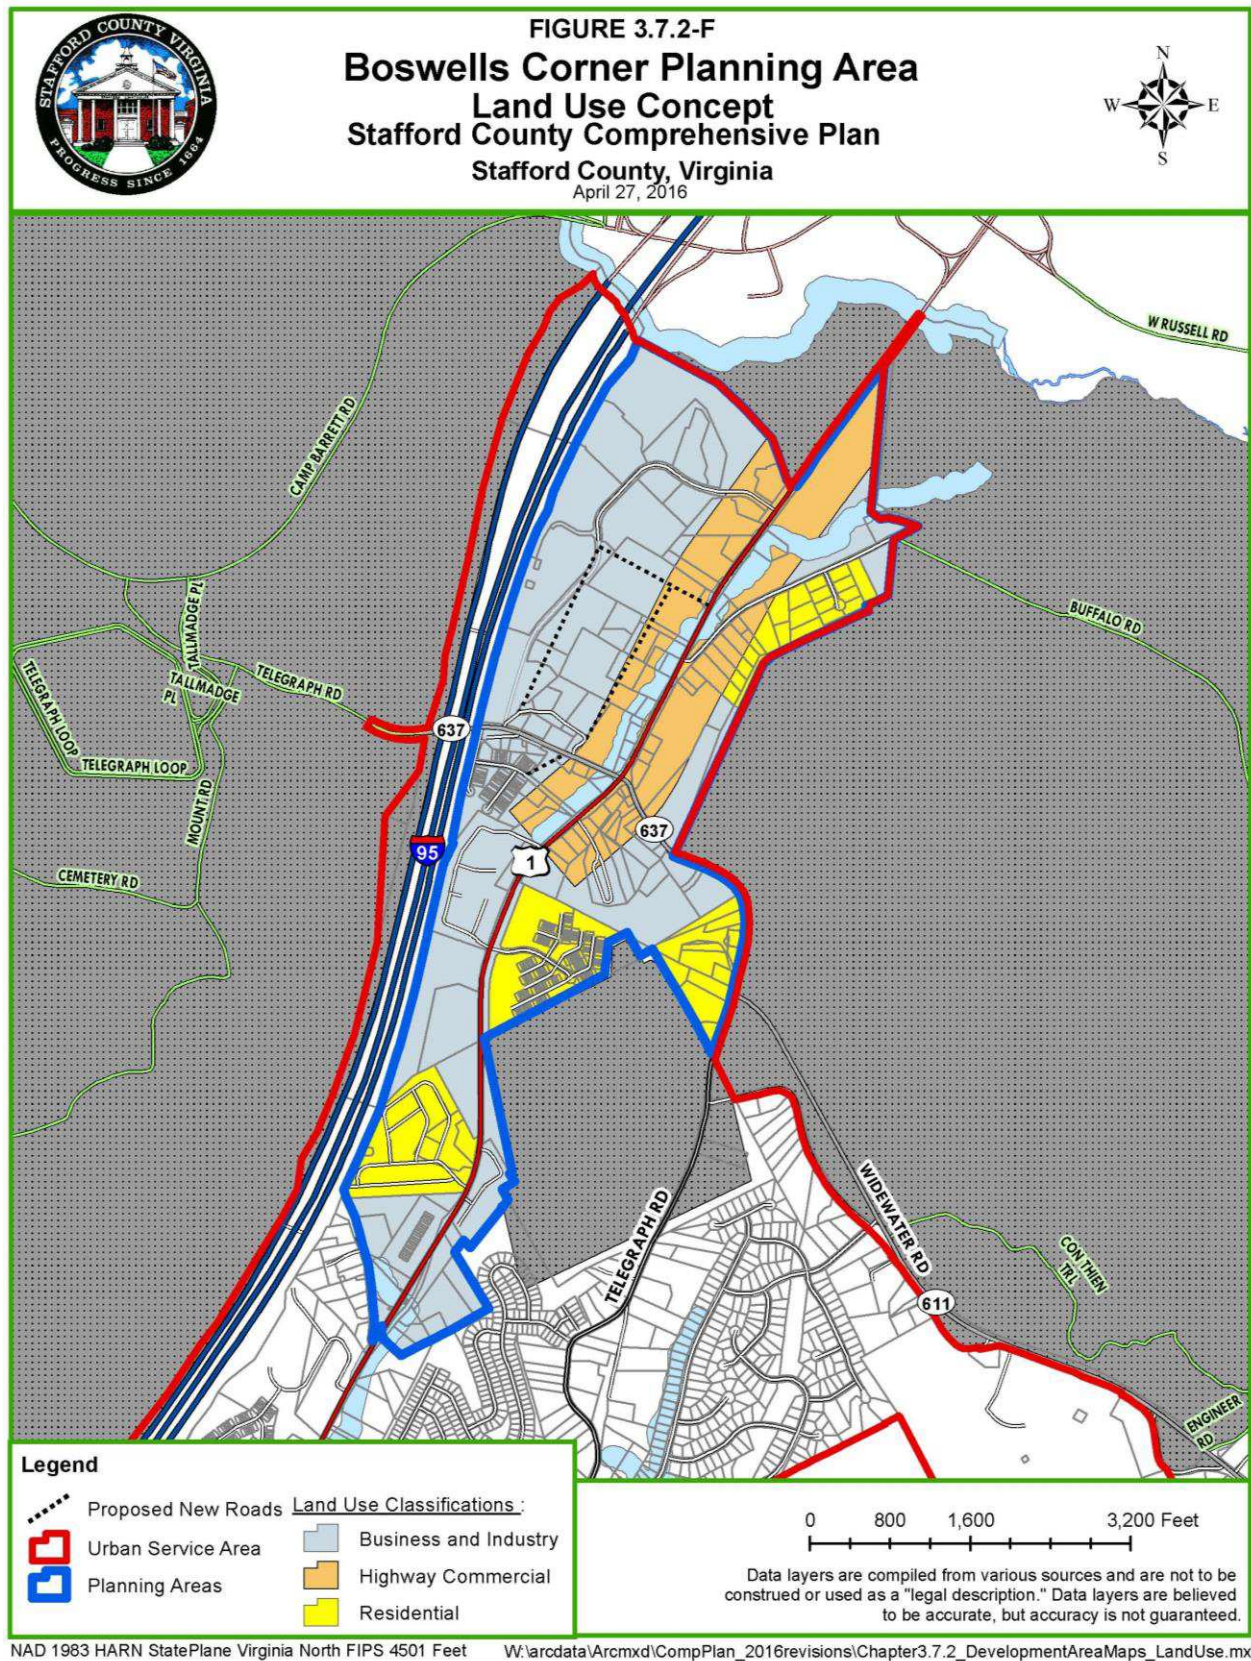 STAFFORD COUNTY VIRGINIA
PROGRESS SINCE 1664
FIGURE 3.7.2-F
Boswells Corner Planning Area
Land Use Concept
Stafford County Comprehensive Plan
Stafford County, Virginia
April 27, 2016
N
W
E
S
W RUSSELL RD
CAMP BARRETT RD
TALLMADGE PL
TALLMADGE
PL
TELEGRAPH RD
BUFFALO RD
TELEGRAPH LOOP
TELEGRAPH LOOP
637
MOUNT RD
637
95
1
CEMETERY RD
WIDEWATER RD
TELEGRAPH RD
CON THIEN
TRL
611
ENGINEER
RD
Legend
Proposed New Roads
Urban Service Area
Planning Areas
Land Use Classifications :
Business and Industry
Highway Commercial
Residential
0 800 1,600 3,200 Feet
Data layers are compiled from various sources and are not to be
construed or used as a "legal description." Data layers are believed
to be accurate, but accuracy is not guaranteed.
NAD 1983 HARN StatePlane Virginia North FIPS 4501 Feet
W:\arcdata\Arcmxd\CompPlan_2016revisions\Chapter3.7.2_DevelopmentAreaMaps_LandUse.mx